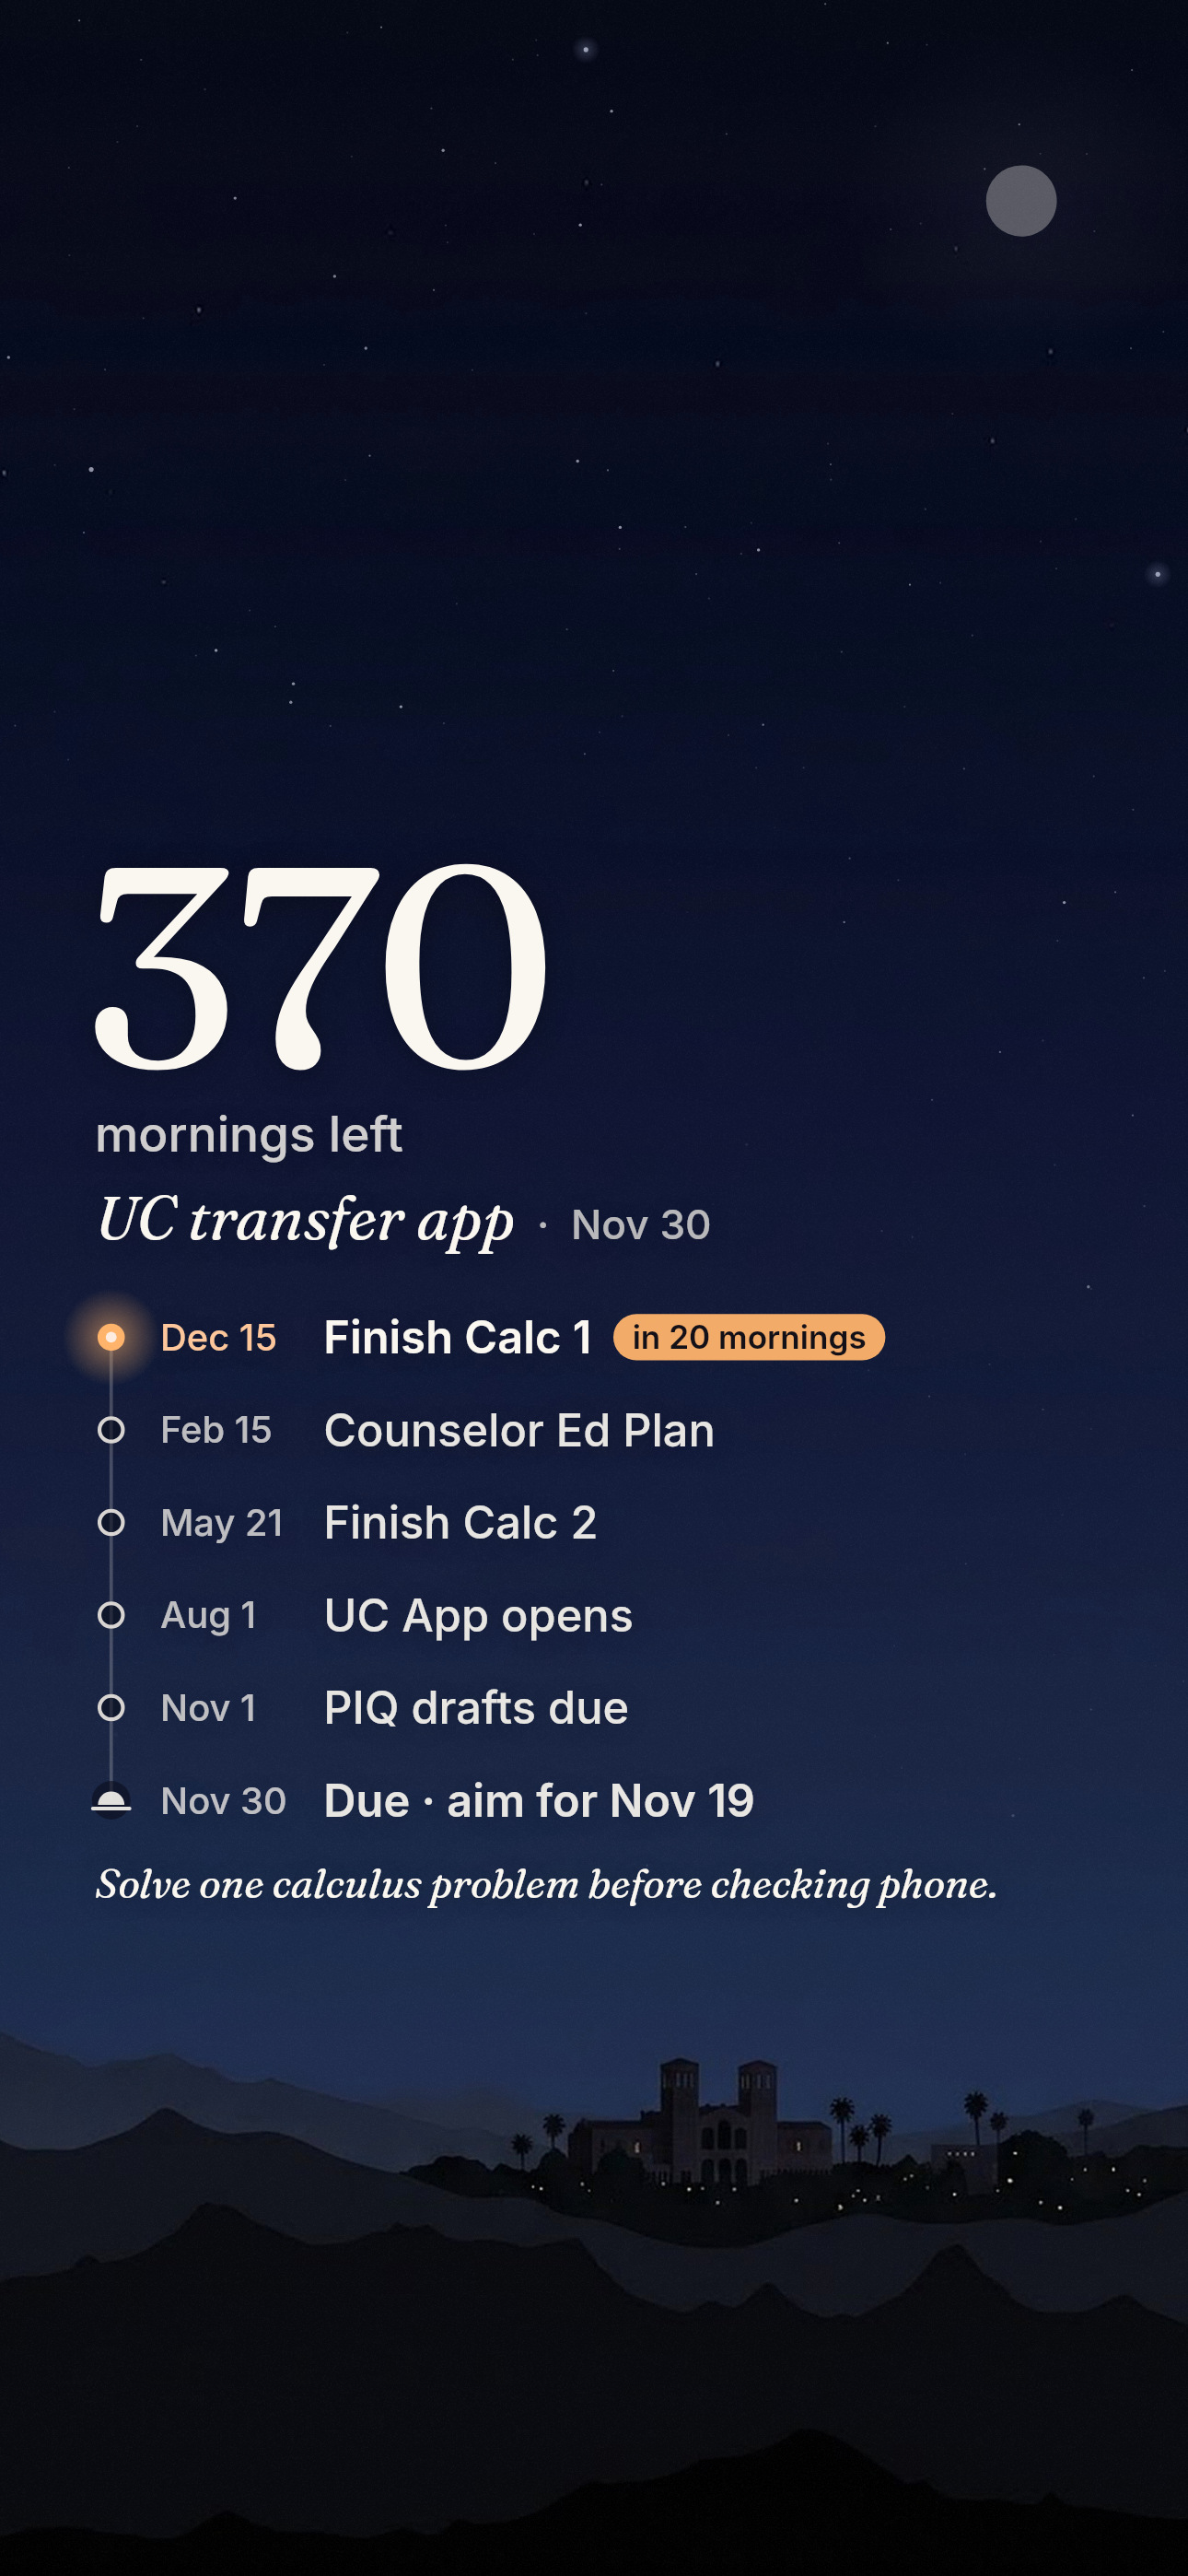 370
mornings left
UC transfer app · Nov 30
Dec 15 Finish Calc 1 in 20 mornings
Feb 15 Counselor Ed Plan
May 21 Finish Calc 2
Aug 1 UC App opens
Nov 1 PIQ drafts due
Nov 30 Due · aim for Nov 19
Solve one calculus problem before checking phone.